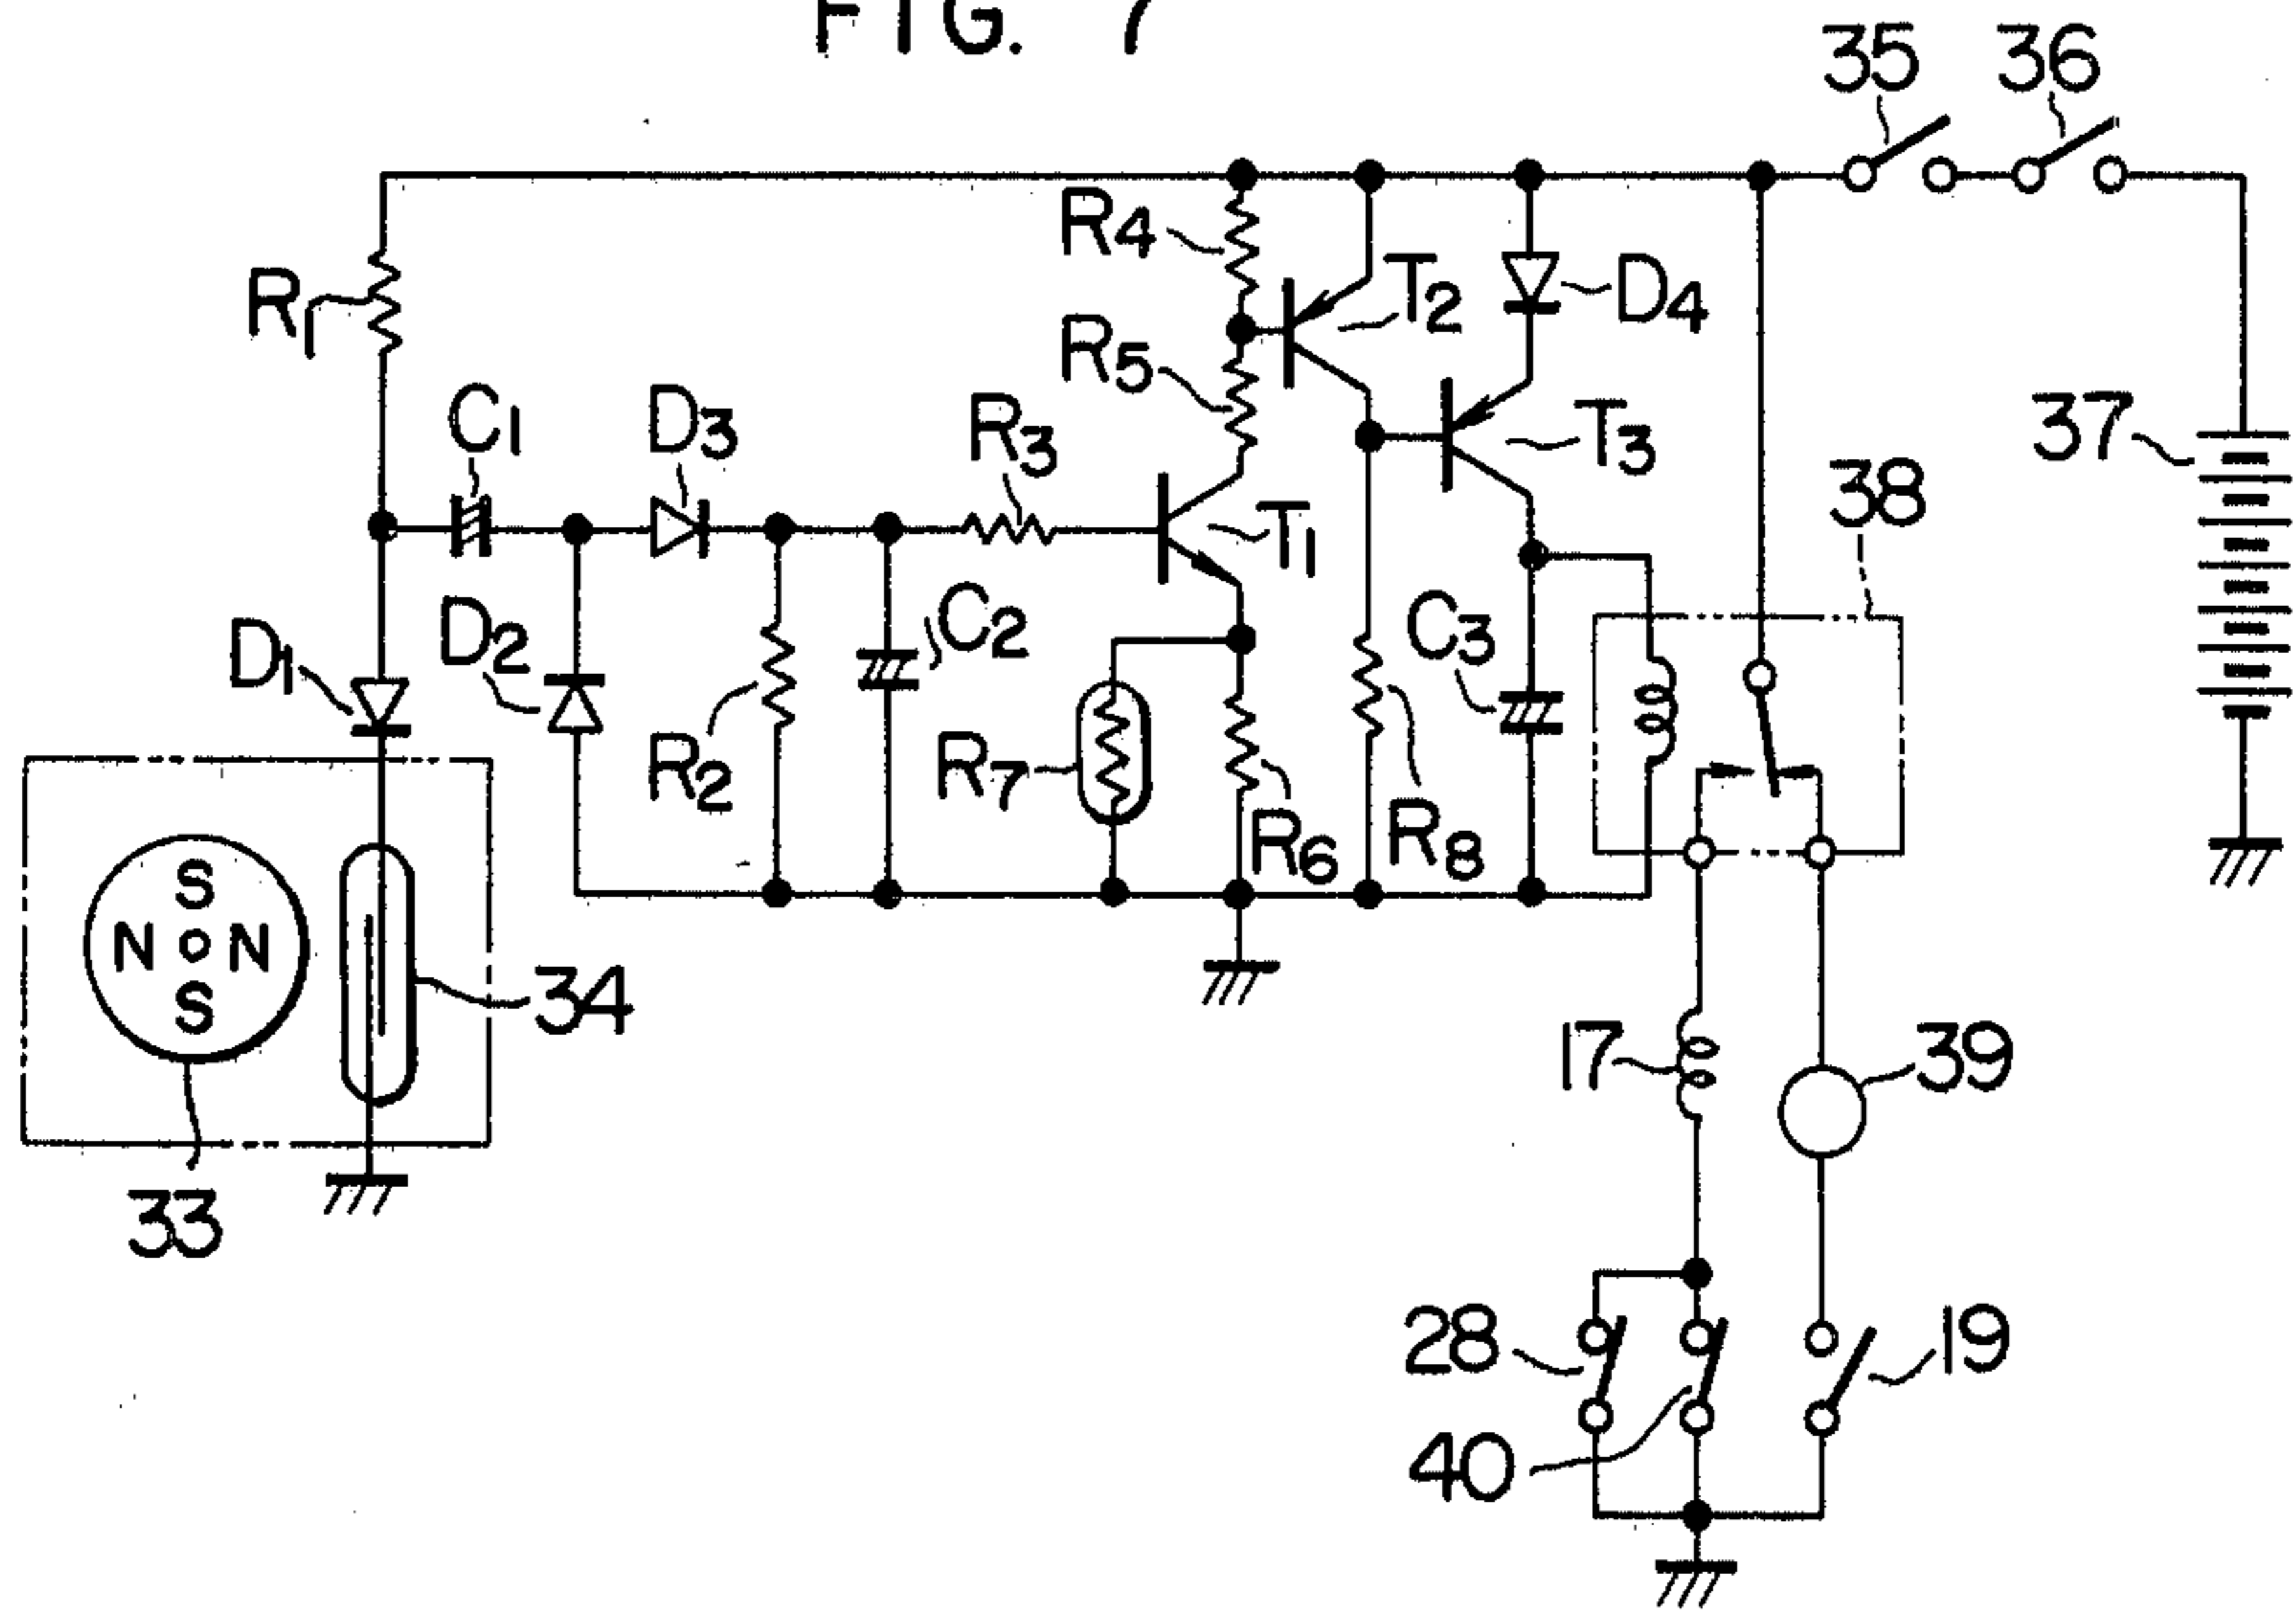 FIG. 7
35 36
R4
T2 D4
R1
R5
C1 D3 R3 T3 37
38
T1
D1 D2 C2 C3
R2 R7
R6 R8
S
N N
S
34
17 39
33
28 19
40